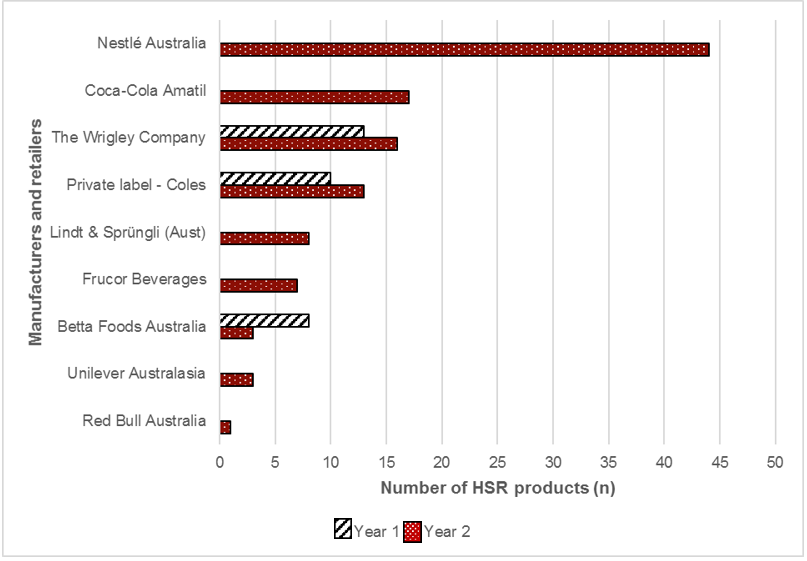 Manufacturers and retailers
Nestlé Australia
Coca-Cola Amatil
The Wrigley Company
Private label - Coles
Lindt & Sprüngli (Aust)
Frucor Beverages
Betta Foods Australia
Unilever Australasia
Red Bull Australia
0 5 10 15 20 25 30 35 40 45 50
Number of HSR products (n)
Year 1 Year 2